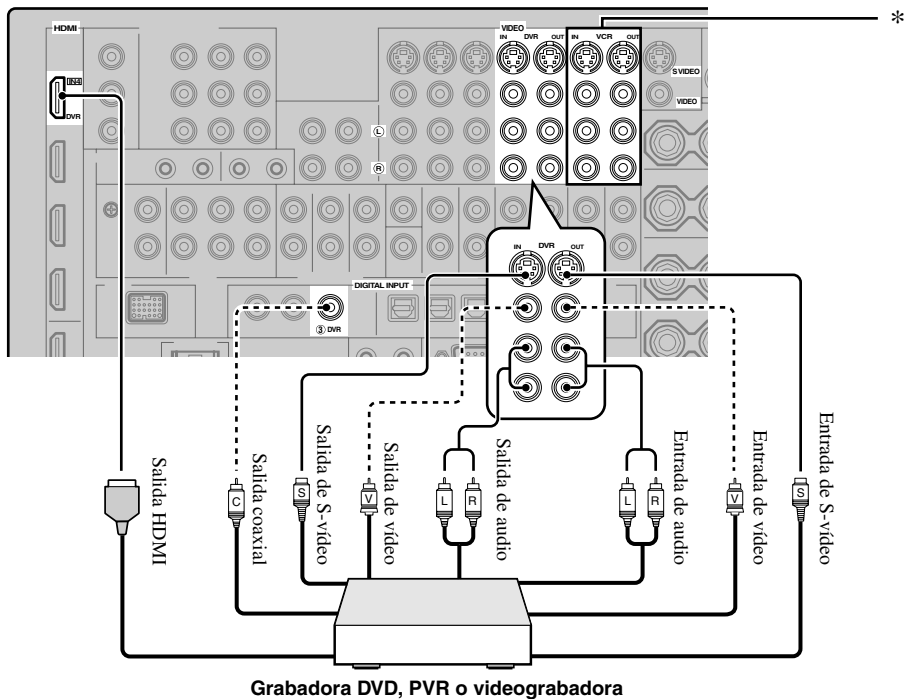 *
HDMI
VIDEO
IN DVR OUT
IN VCR OUT
IN4
DVR
S VIDEO
VIDEO
L
R
IN DVR OUT
DIGITAL INPUT
③ DVR
Salida HDMI
C
Salida coaxial
S
Salida de S-vídeo
V
Salida de vídeo
L R
Salida de audio
L R
Entrada de audio
V
Entrada de vídeo
S
Entrada de S-vídeo
Grabadora DVD, PVR o videograbadora